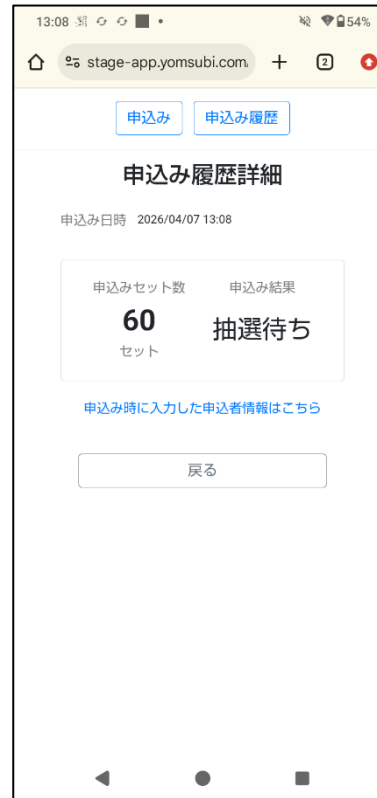 13:08
54%
stage-app.yomsubi.com
2
申込み 申込み履歴
申込み履歴詳細
申込み日時 2026/04/07 13:08
申込みセット数 申込み結果
60 抽選待ち
セット
申込み時に入力した申込者情報はこちら
戻る